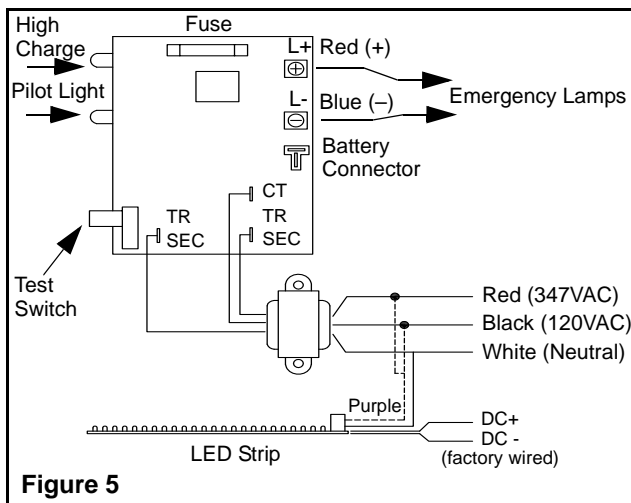 High
Charge
Fuse
L+
Red (+)
Pilot Light
L-
Blue (–)
Emergency Lamps
Battery
Connector
CT
TR
SEC
TR
SEC
Test
Switch
Red (347VAC)
Black (120VAC)
White (Neutral)
Purple
DC+
DC -
(factory wired)
LED Strip
Figure 5